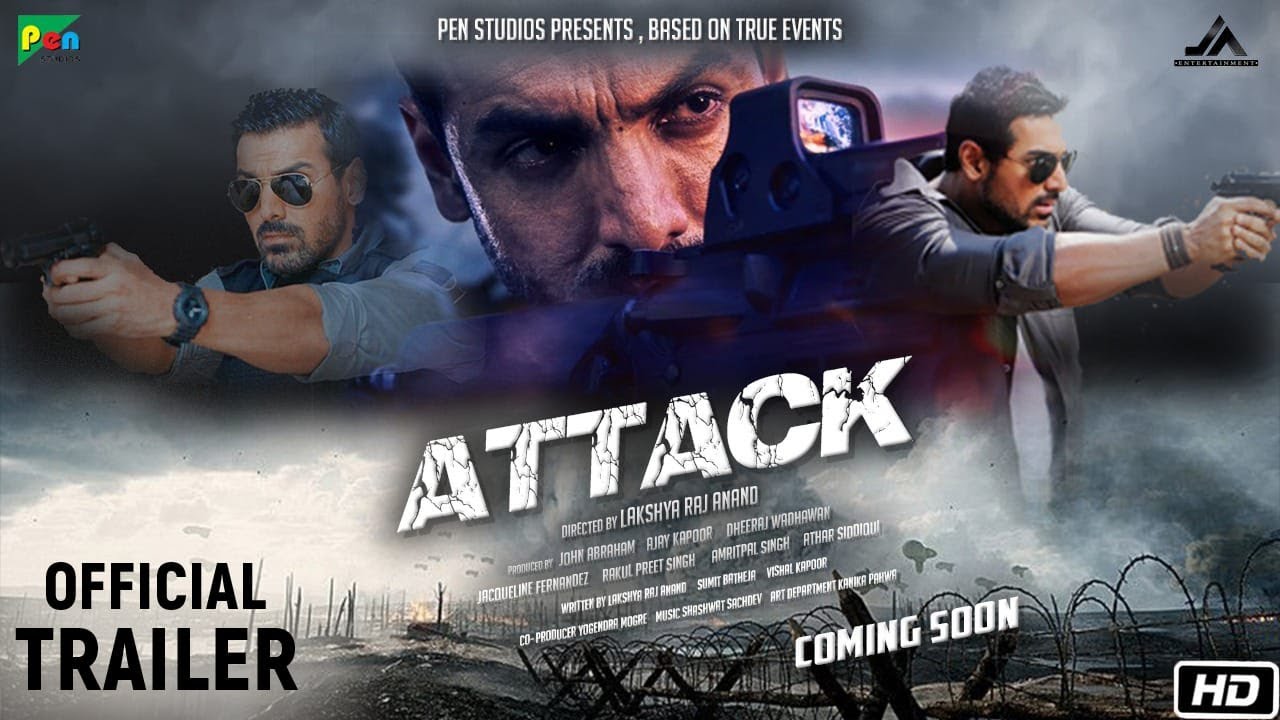 Pen
STUDIOS
PEN STUDIOS PRESENTS , BASED ON TRUE EVENTS
JA
ENTERTAINMENT
ATTACK
DIRECTED BY LAKSHYA RAJ ANAND
PRODUCED BY JOHN ABRAHAM AJAY KAPOOR DHEERAJ WADHAWAN
JACQUELINE FERNANDEZ RAKUL PREET SINGH AMRITPAL SINGH ATHAR SIDDIQUI
WRITTEN BY LAKSHYA RAJ ANAND SUMIT BATHEJA VISHAL KAPOOR
CO-PRODUCER YOGENDRA MOGRE MUSIC SHASHWAT SACHDEV ART DEPARTMENT KANIKA PAHWA
COMING SOON
OFFICIAL
TRAILER
HD